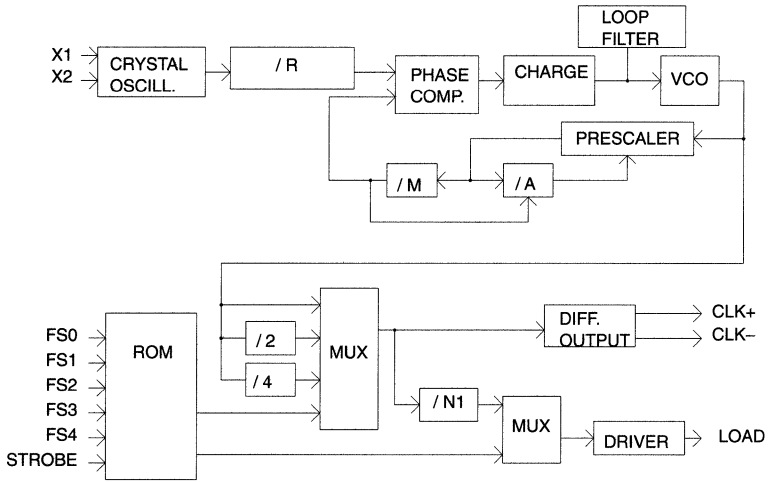 LOOP
FILTER
X1
X2
CRYSTAL
OSCILL.
/ R
PHASE
COMP.
CHARGE
VCO
PRESCALER
/ M
/ A
FS0
FS1
FS2
FS3
FS4
STROBE
ROM
/ 2
/ 4
MUX
DIFF.
OUTPUT
CLK+
CLK–
/ N1
MUX
DRIVER
LOAD